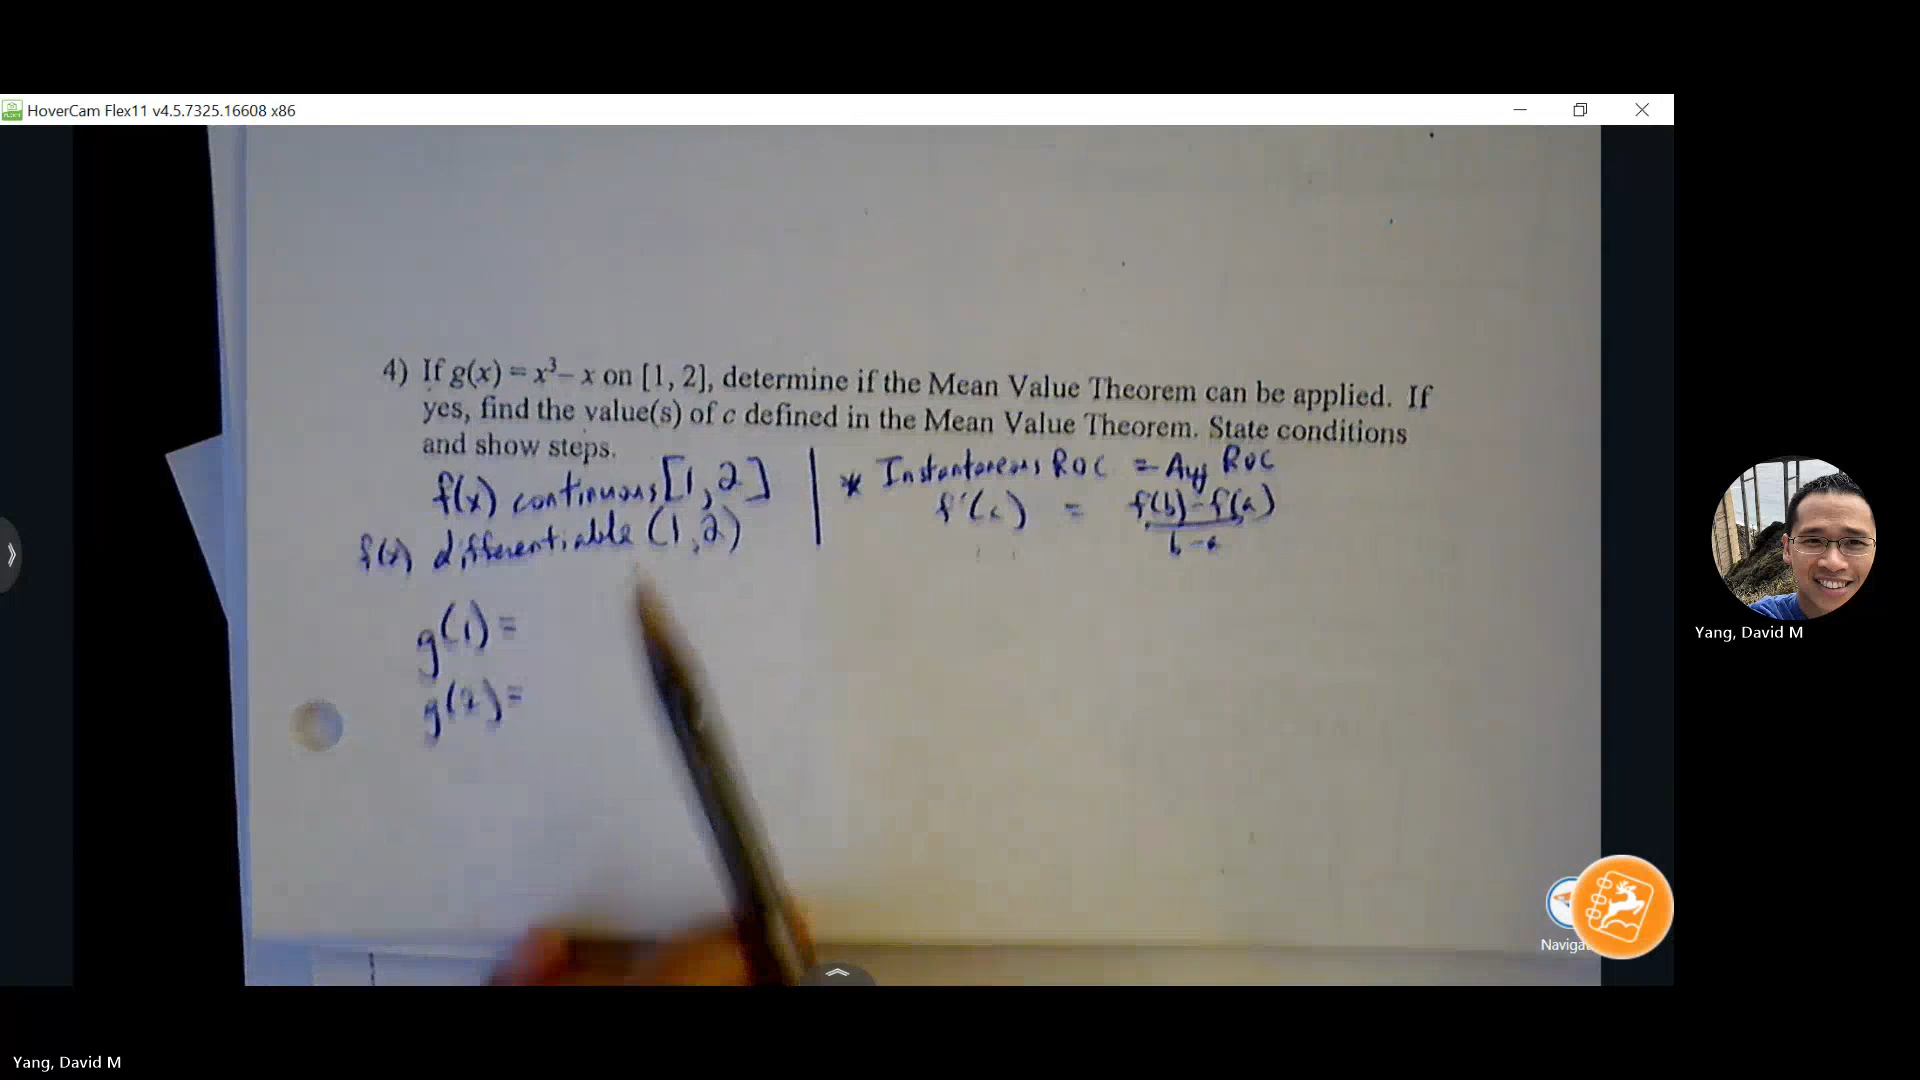 HoverCam Flex11 v4.5.7325.16608 x86
4) If g(x) = x³– x on [1, 2], determine if the Mean Value Theorem can be applied. If
yes, find the value(s) of c defined in the Mean Value Theorem. State conditions
and show steps.
f(x) continuous [1, 2]
f(x) differentiable (1, 2)
* Instantaneous ROC = Avg ROC
f'(c) = f(b)-f(a)
b-a
g(1) =
g(2) =
Navigat
Yang, David M
Yang, David M